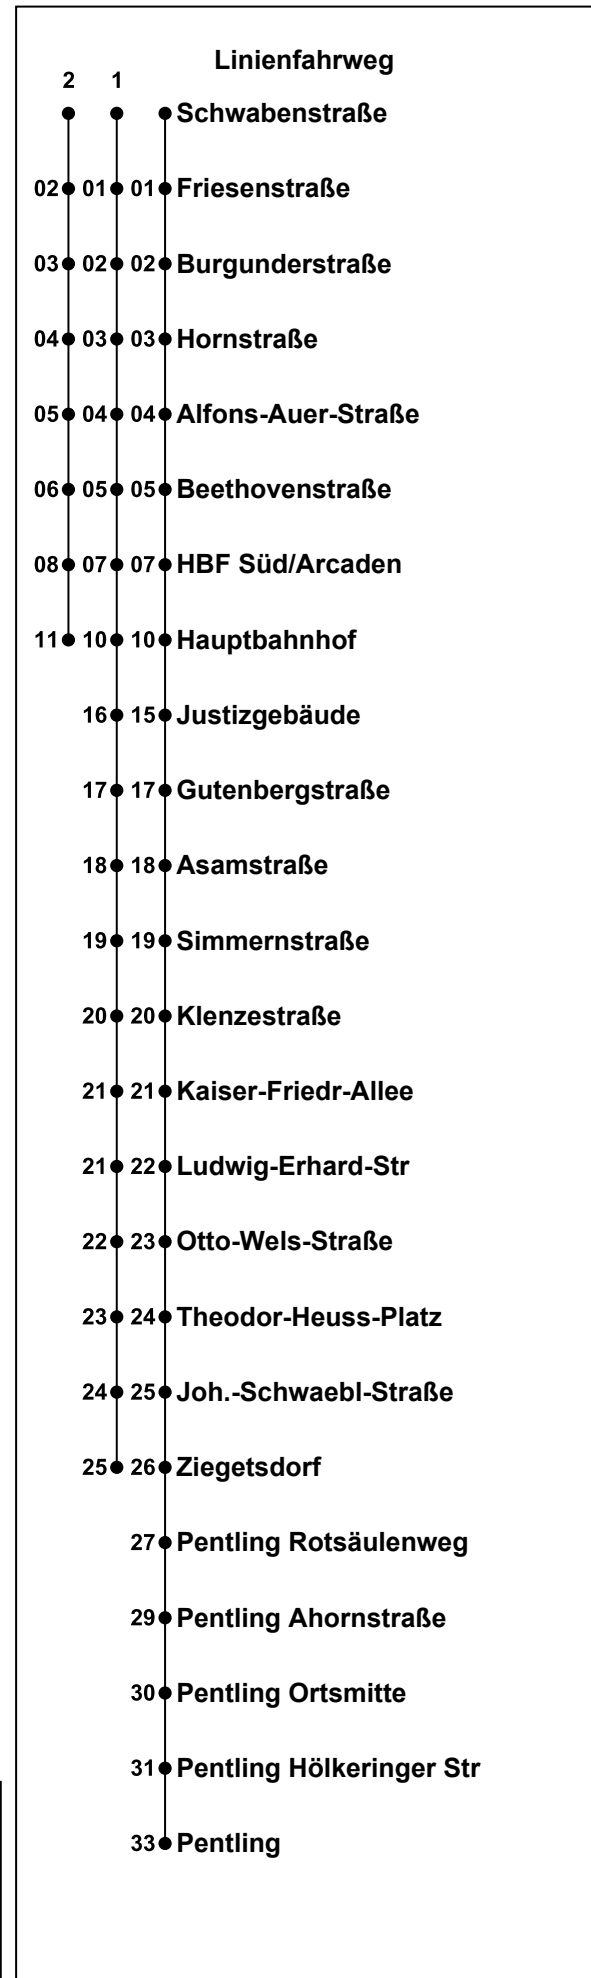 Linienfahrweg
2 1
Schwabenstraße
02 01 01 Friesenstraße
03 02 02 Burgunderstraße
04 03 03 Hornstraße
05 04 04 Alfons-Auer-Straße
06 05 05 Beethovenstraße
08 07 07 HBF Süd/Arcaden
11 10 10 Hauptbahnhof
16 15 Justizgebäude
17 17 Gutenbergstraße
18 18 Asamstraße
19 19 Simmernstraße
20 20 Klenzestraße
21 21 Kaiser-Friedr-Allee
21 22 Ludwig-Erhard-Str
22 23 Otto-Wels-Straße
23 24 Theodor-Heuss-Platz
24 25 Joh.-Schwaebl-Straße
25 26 Ziegetsdorf
27 Pentling Rotsäulenweg
29 Pentling Ahornstraße
30 Pentling Ortsmitte
31 Pentling Hölkeringer Str
33 Pentling